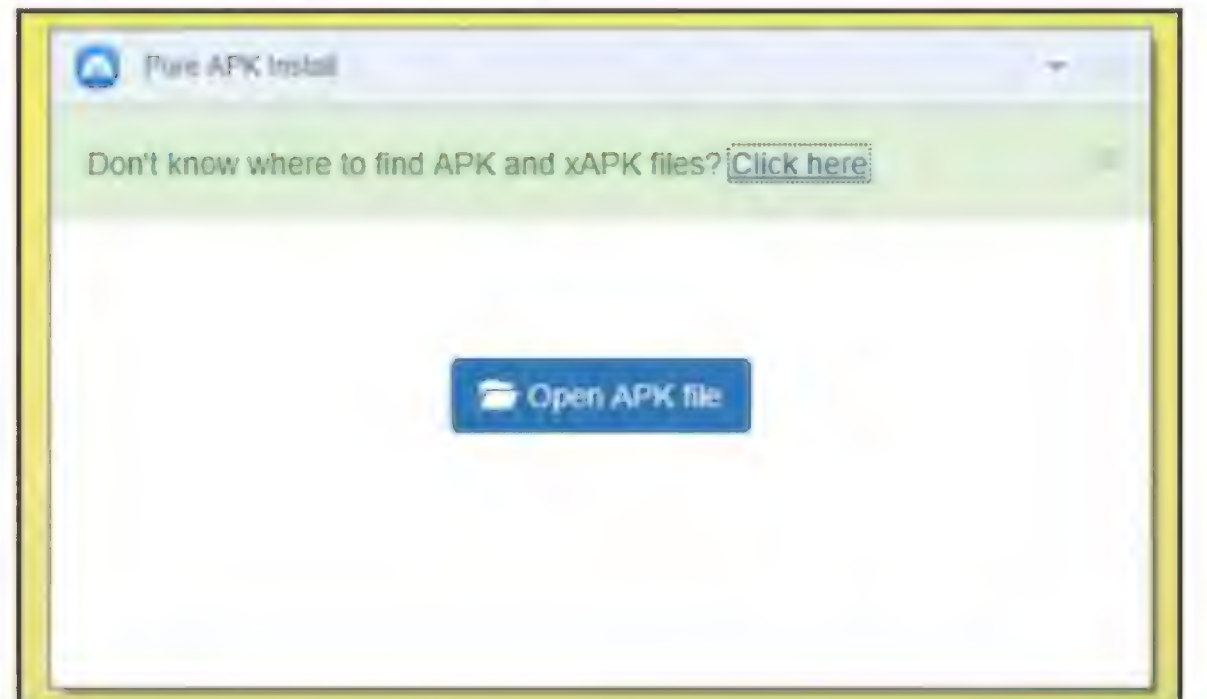 Pure APK Install
Don't know where to find APK and xAPK files? Click here
Open APK file